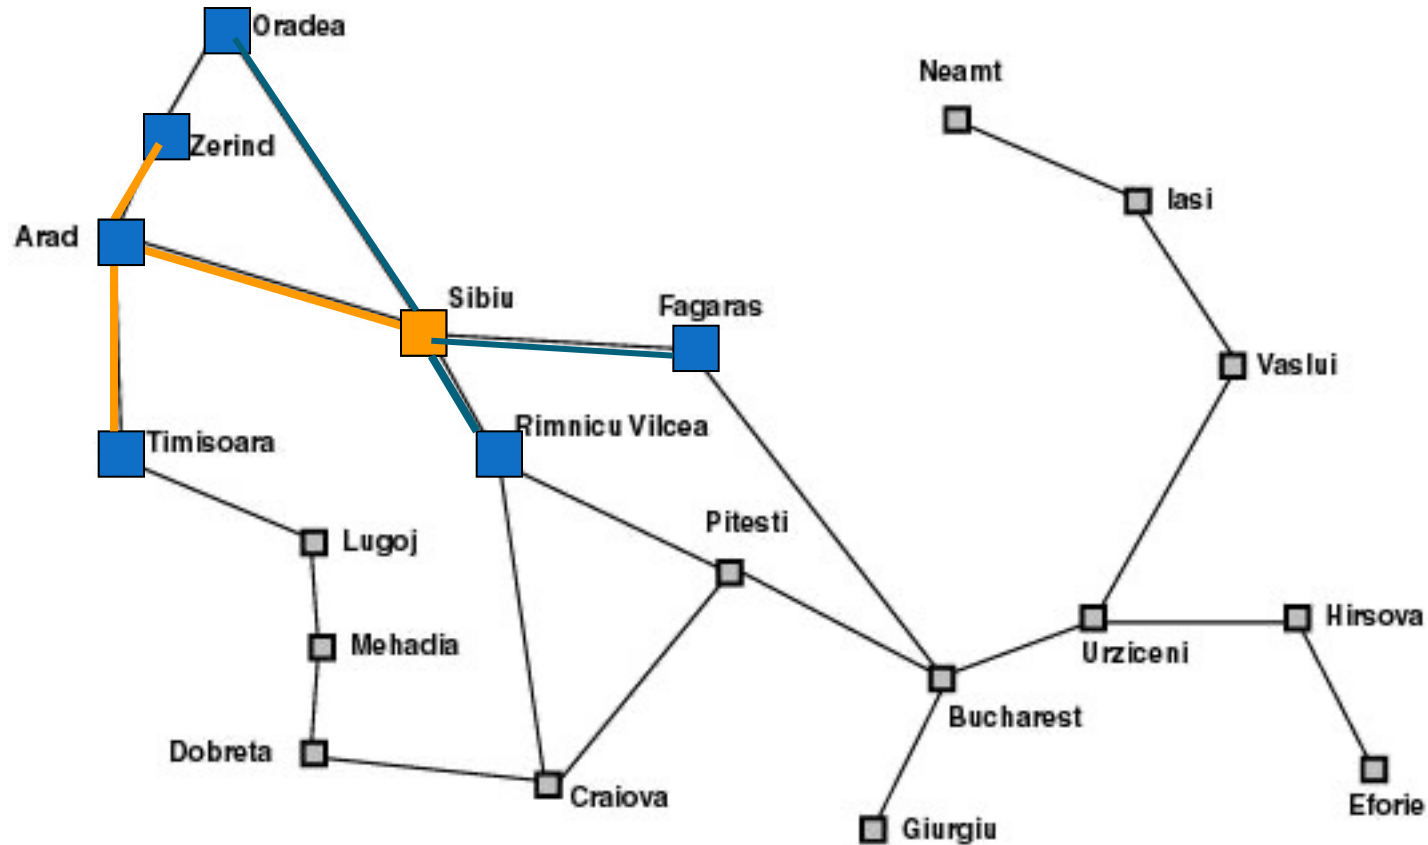 Oradea
Neamt
Zerind
Iasi
Arad
Sibiu
Fagaras
Vaslui
Rimnicu Vilcea
Timisoara
Pitesti
Lugoj
Hirsova
Mehadia
Urziceni
Bucharest
Dobreta
Craiova
Eforie
Giurgiu